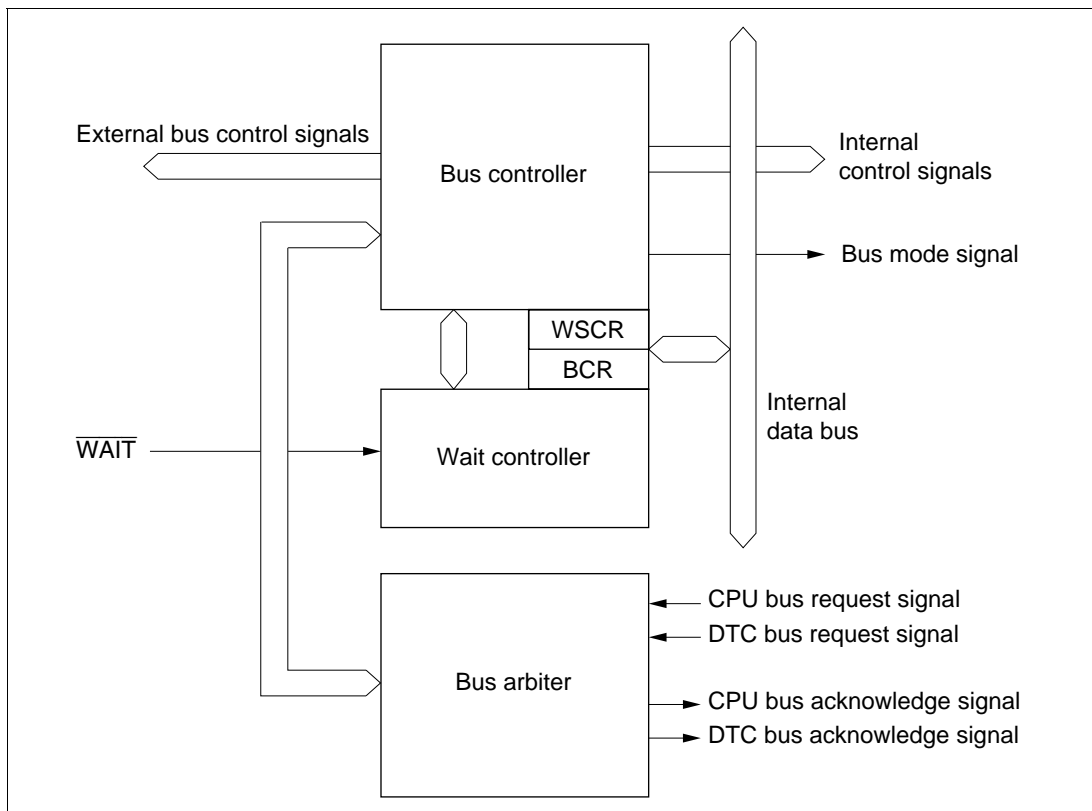 External bus control signals
Bus controller
Internal
control signals
Bus mode signal
WSCR
BCR
Internal
data bus
WAIT
Wait controller
CPU bus request signal
DTC bus request signal
Bus arbiter
CPU bus acknowledge signal
DTC bus acknowledge signal